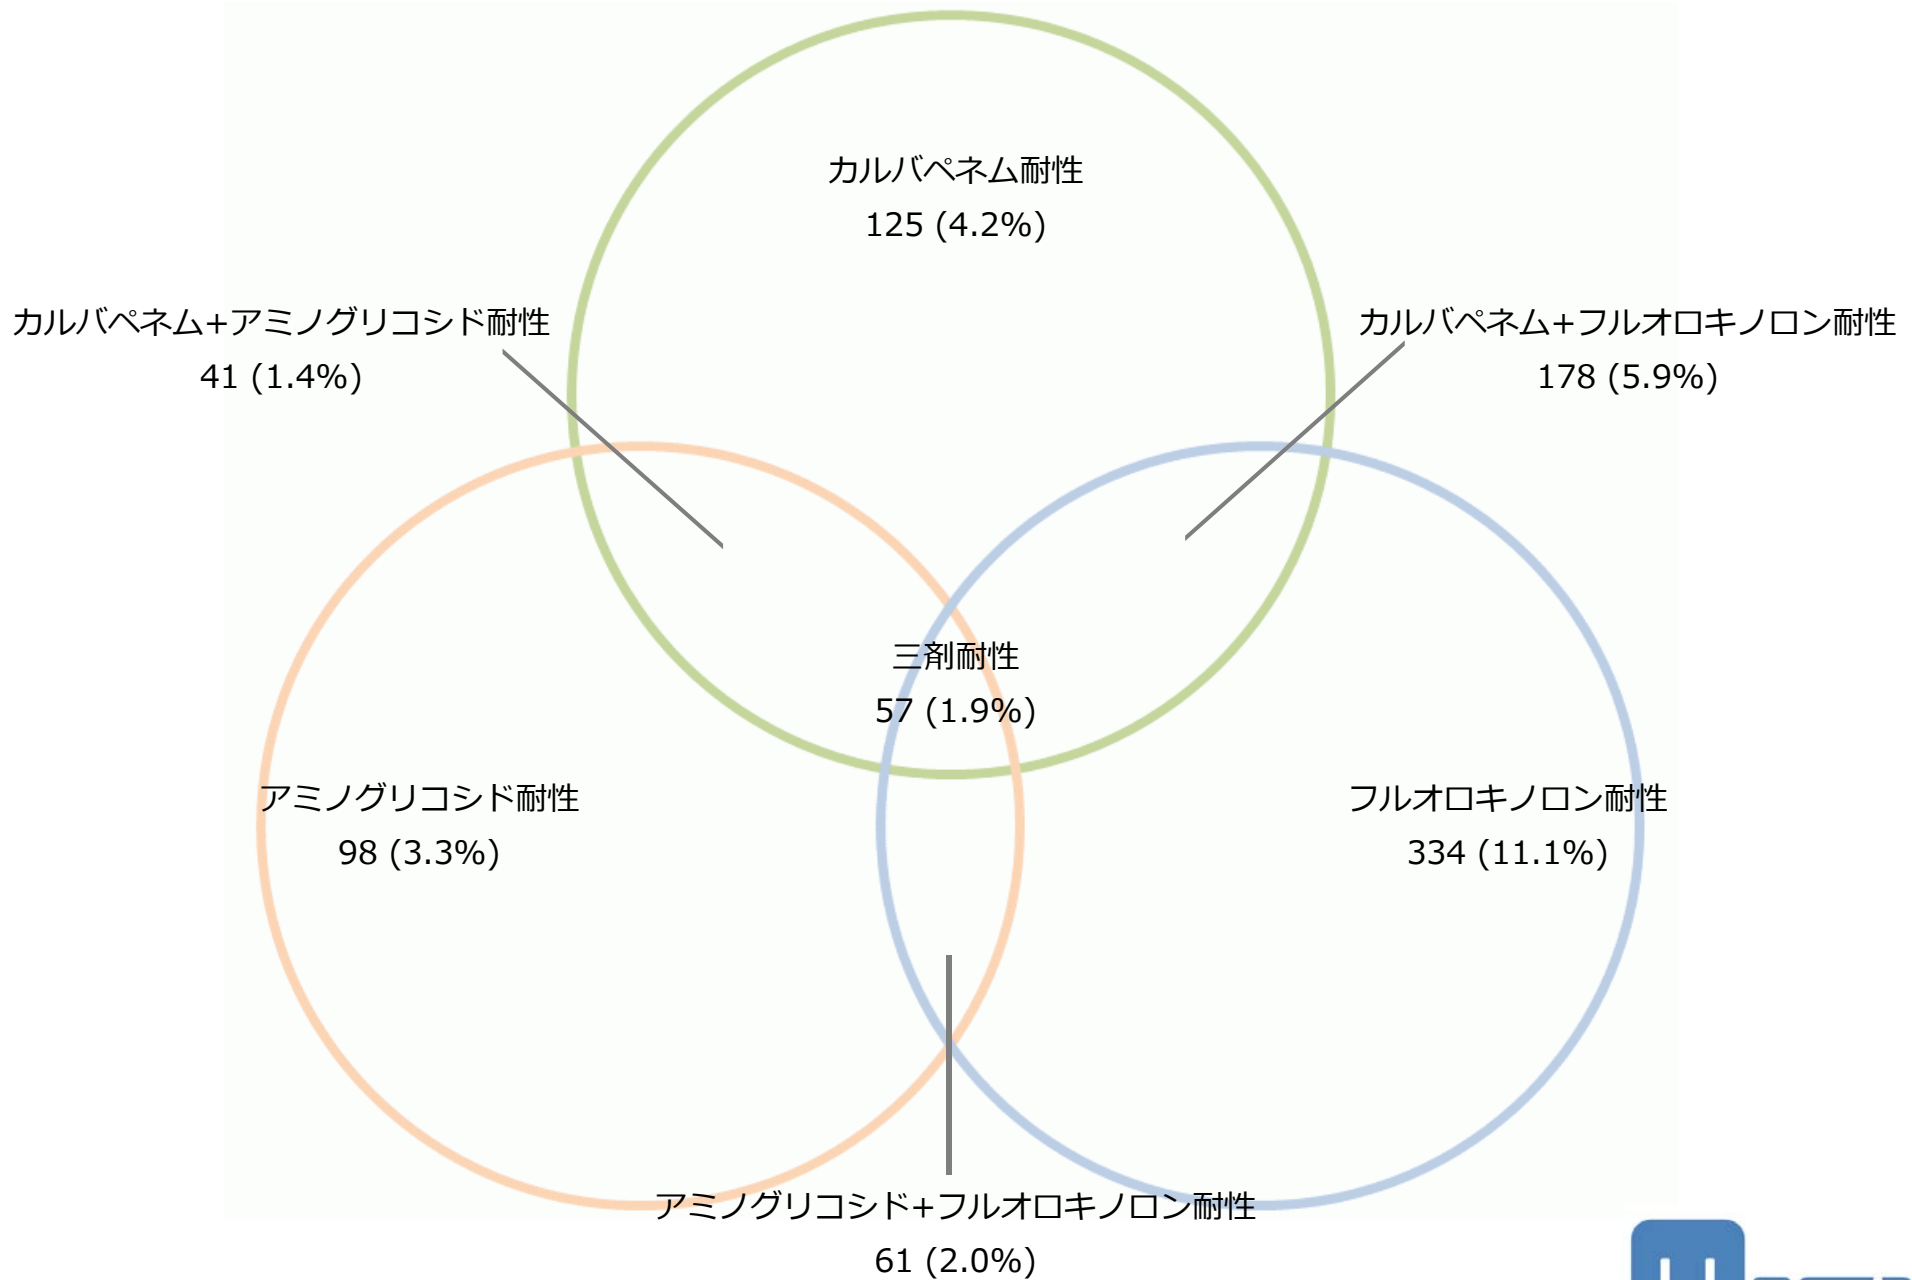 カルバペネム耐性
125 (4.2%)
カルバペネム+アミノグリコシド耐性
41 (1.4%)
カルバペネム+フルオロキノロン耐性
178 (5.9%)
三剤耐性
57 (1.9%)
アミノグリコシド耐性
98 (3.3%)
フルオロキノロン耐性
334 (11.1%)
アミノグリコシド+フルオロキノロン耐性
61 (2.0%)